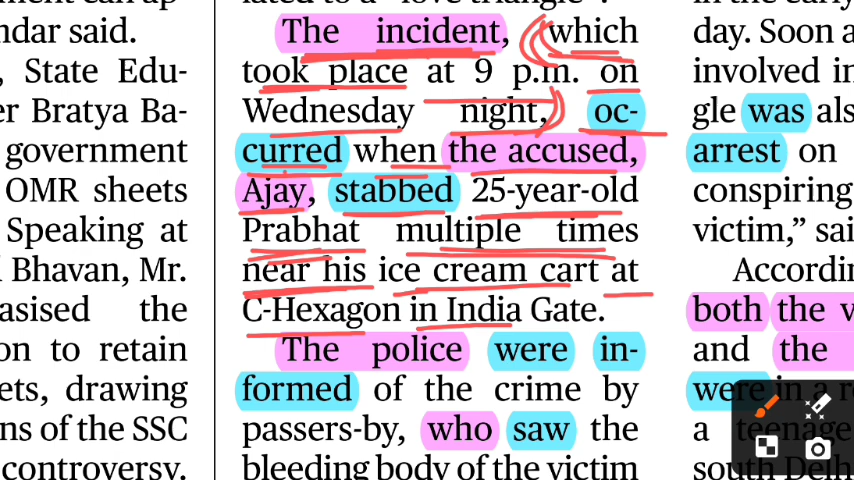 lated to a "love triangle".
ndar said.
, State Edu-
er Bratya Ba-
government
OMR sheets
Speaking at
Bhavan, Mr.
asised the
on to retain
ets, drawing
ns of the SSC
controversy.
The incident, which
took place at 9 p.m. on
Wednesday night, oc-
curred when the accused,
Ajay, stabbed 25-year-old
Prabhat multiple times
near his ice cream cart at
C-Hexagon in India Gate.
The police were in-
formed of the crime by
passers-by, who saw the
bleeding body of the victim
day. Soon a
involved in
gle was als
arrest on
conspiring
victim," sai
Accordin
both the v
and the
were in a r
a teenage
south Delh